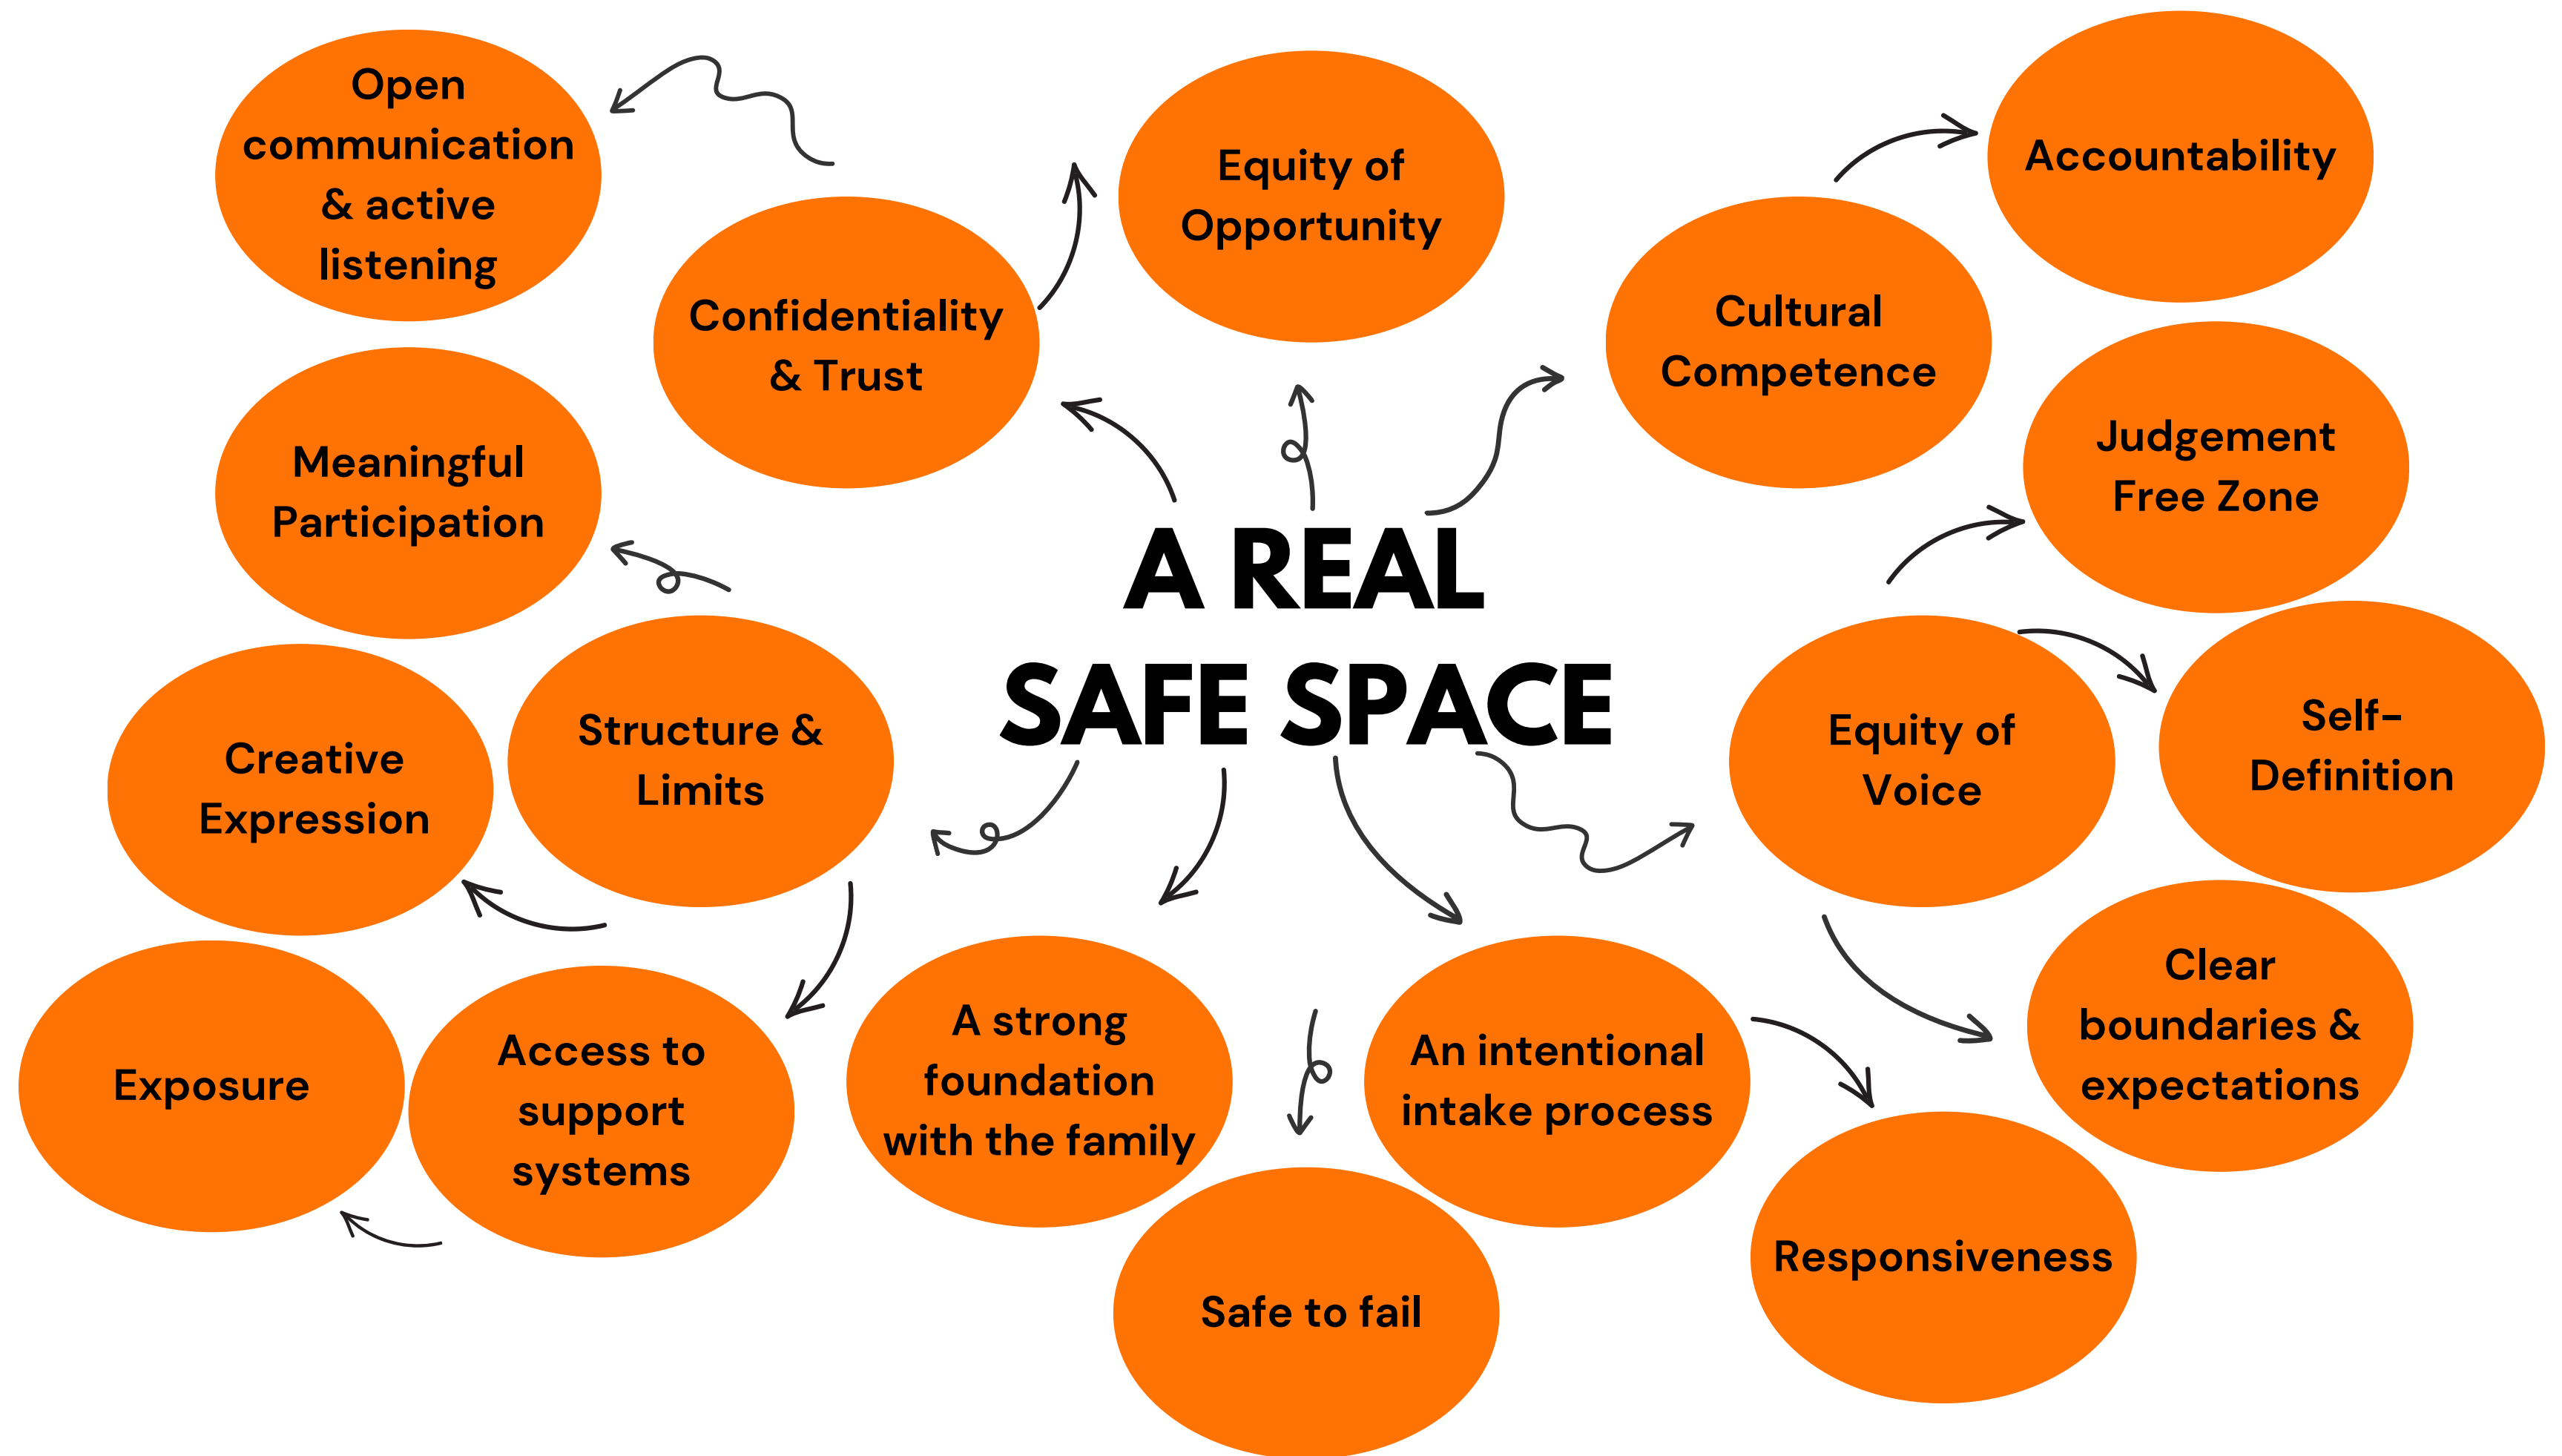 Open
communication
& active
listening
Equity of
Opportunity
Accountability
Confidentiality
& Trust
Cultural
Competence
Meaningful
Participation
Judgement
Free Zone
A REAL
SAFE SPACE
Creative
Expression
Structure &
Limits
Equity of
Voice
Self-
Definition
Exposure
Access to
support
systems
A strong
foundation
with the family
An intentional
intake process
Clear
boundaries &
expectations
Safe to fail
Responsiveness